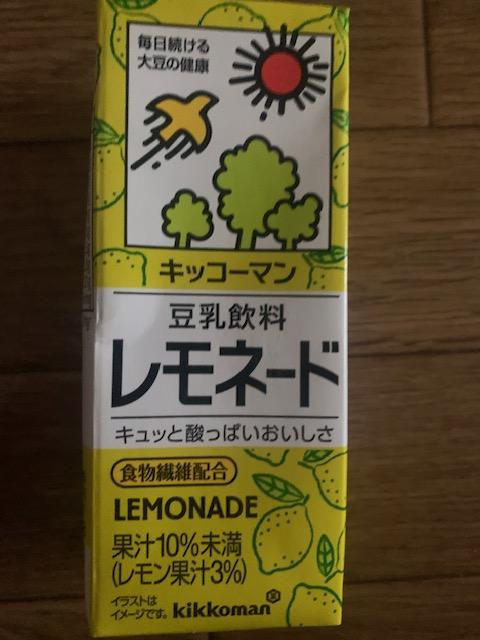 毎日続ける
大豆の健康
キッコーマン
豆乳飲料
レモネード
キュッと酸っぱいおいしさ
食物繊維配合
LEMONADE
果汁10%未満
(レモン果汁3%)
イラストは
イメージです。
kikkoman